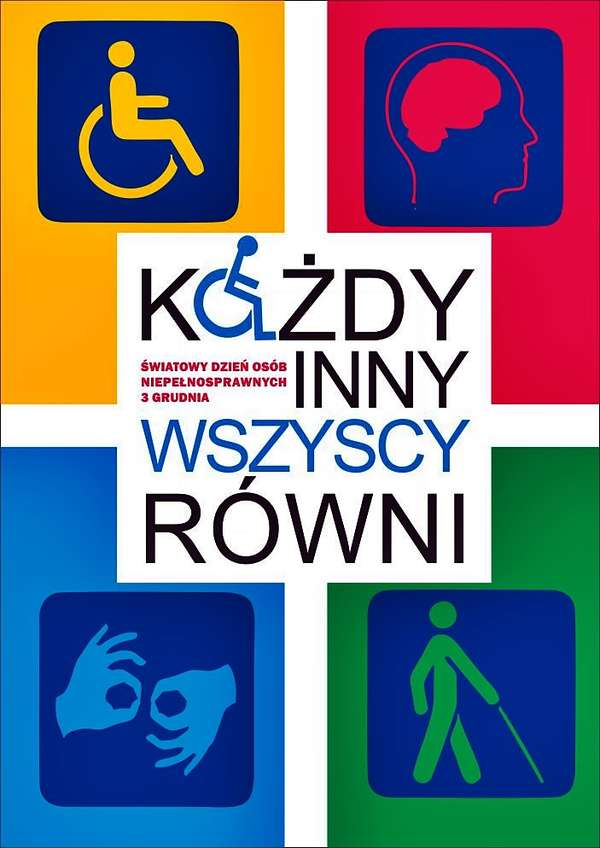 KAŻDY
ŚWIATOWY DZIEŃ OSÓB
NIEPEŁNOSPRAWNYCH
3 GRUDNIA
INNY
WSZYSCY
RÓWNI